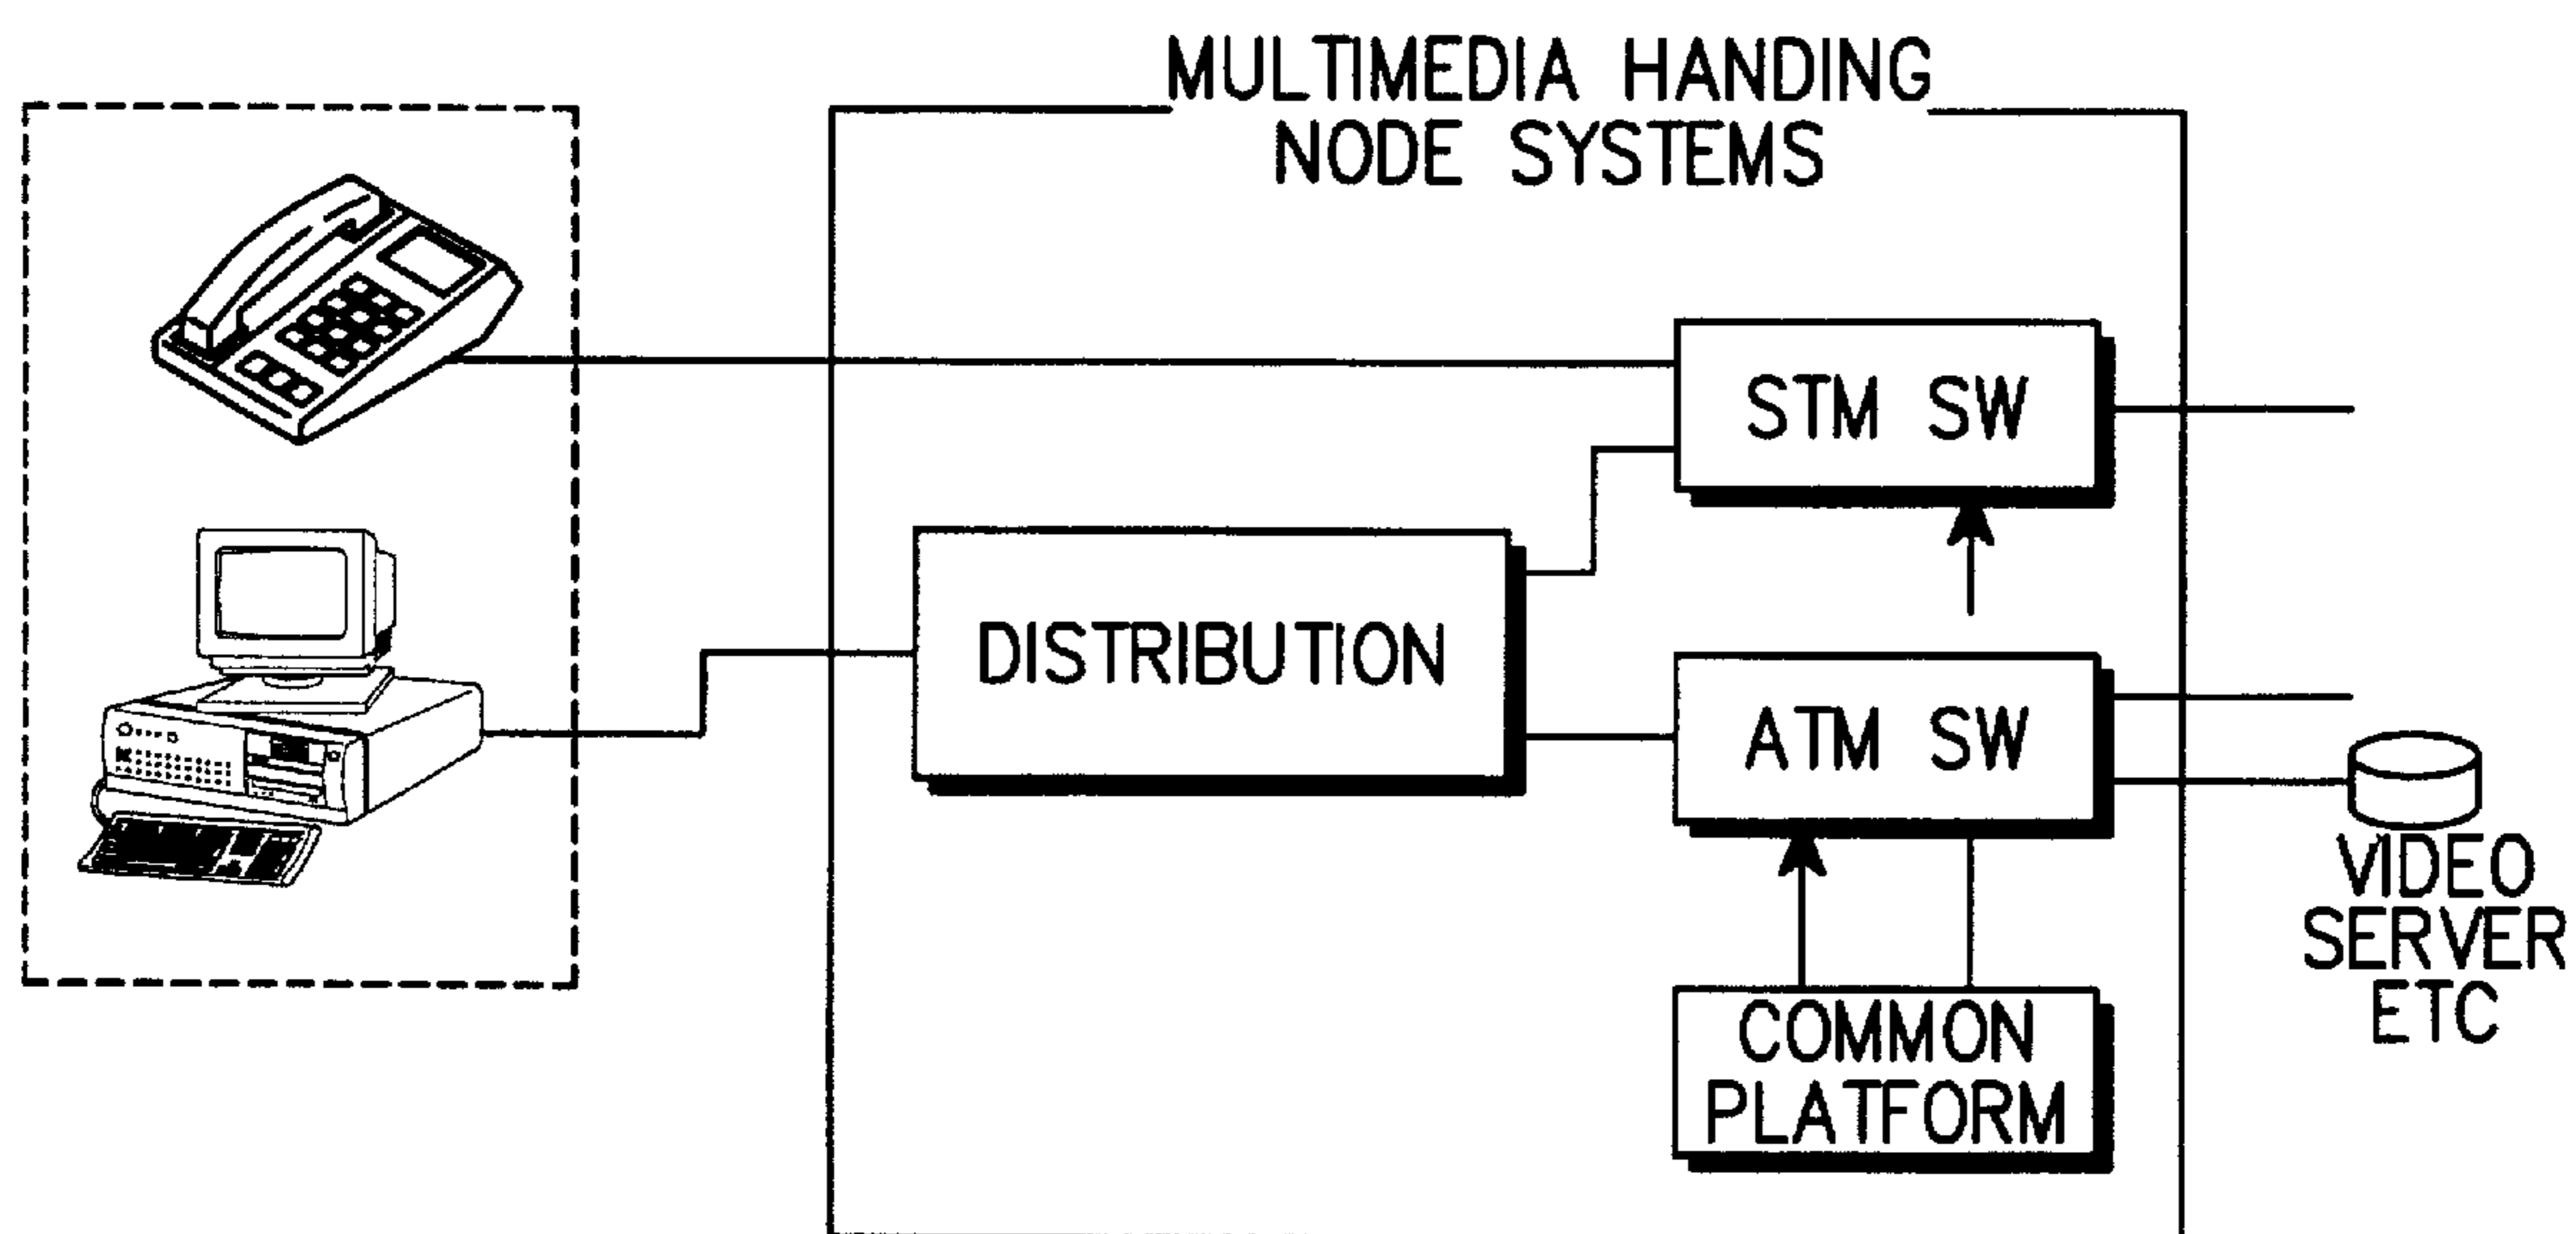 MULTIMEDIA HANDING
NODE SYSTEMS
STM SW
DISTRIBUTION
ATM SW
COMMON
PLATFORM
VIDEO
SERVER
ETC